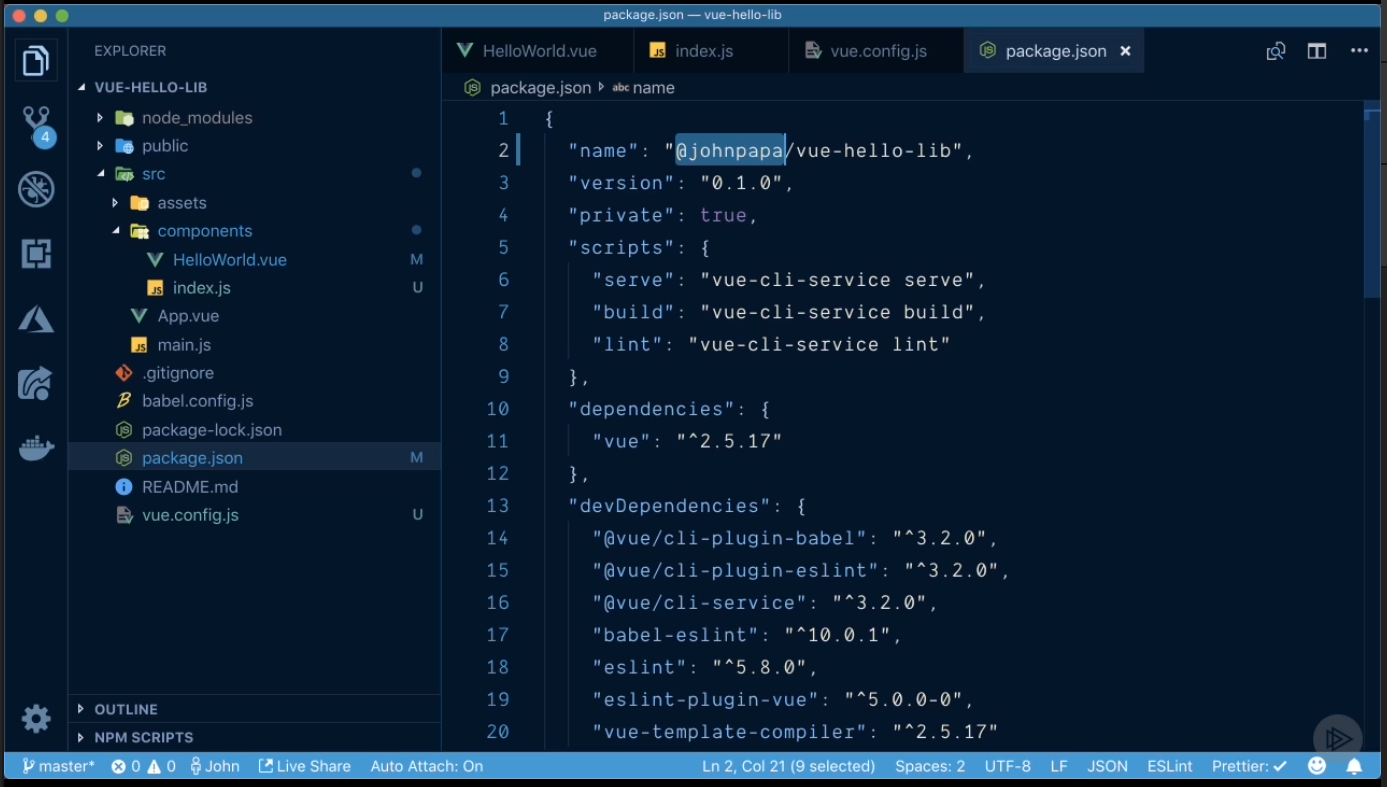 package.json — vue-hello-lib
EXPLORER
VUE-HELLO-LIB
node_modules
public
src
assets
components
HelloWorld.vue M
index.js U
App.vue
main.js
.gitignore
babel.config.js
package-lock.json
package.json M
README.md
vue.config.js U
OUTLINE
NPM SCRIPTS
4
HelloWorld.vue
index.js
vue.config.js
package.json ×
package.json abc name
1 {
2 "name": "@johnpapa/vue-hello-lib",
3 "version": "0.1.0",
4 "private": true,
5 "scripts": {
6 "serve": "vue-cli-service serve",
7 "build": "vue-cli-service build",
8 "lint": "vue-cli-service lint"
9 },
10 "dependencies": {
11 "vue": "^2.5.17"
12 },
13 "devDependencies": {
14 "@vue/cli-plugin-babel": "^3.2.0",
15 "@vue/cli-plugin-eslint": "^3.2.0",
16 "@vue/cli-service": "^3.2.0",
17 "babel-eslint": "^10.0.1",
18 "eslint": "^5.8.0",
19 "eslint-plugin-vue": "^5.0.0-0",
20 "vue-template-compiler": "^2.5.17"
master* 0 0 John Live Share Auto Attach: On Ln 2, Col 21 (9 selected) Spaces: 2 UTF-8 LF JSON ESLint Prettier: ✓